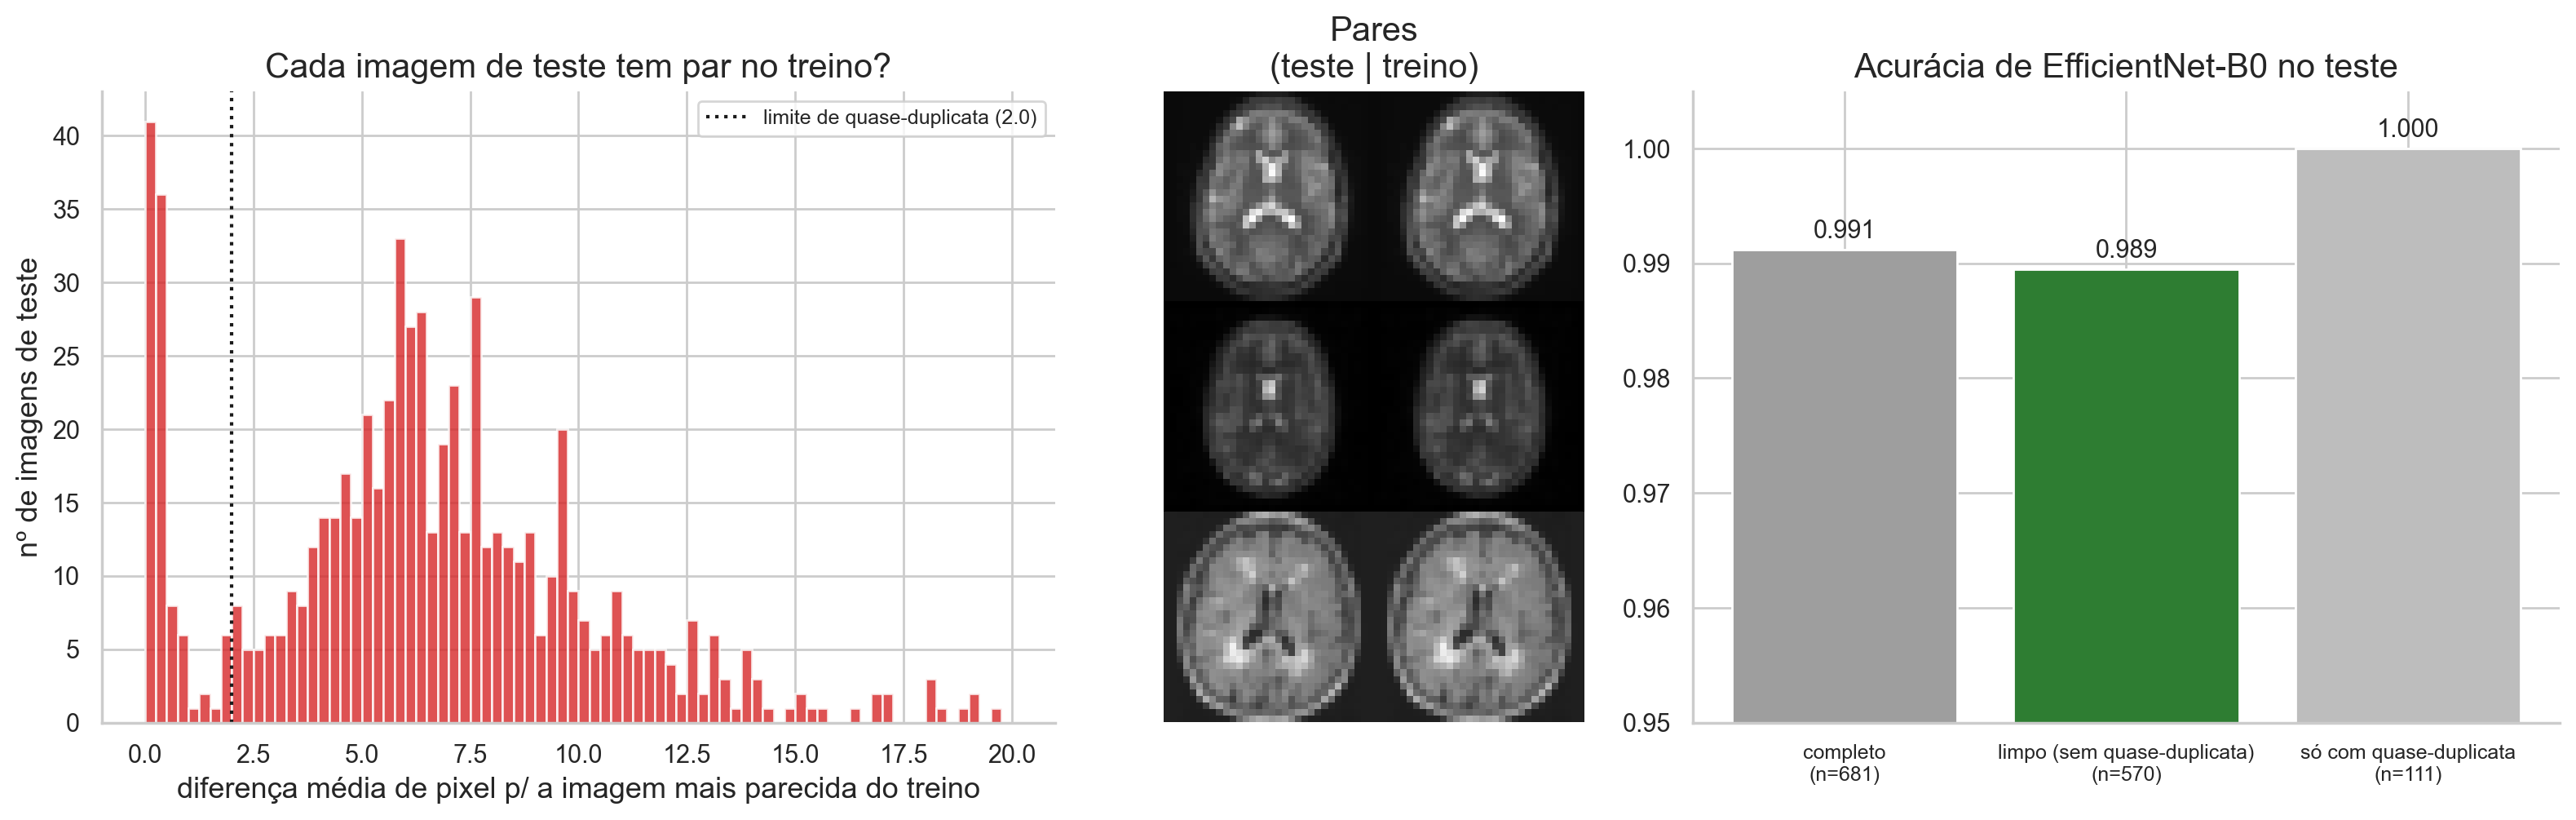 Cada imagem de teste tem par no treino?
limite de quase-duplicata (2.0)
nº de imagens de teste
40
35
30
25
20
15
10
5
0
0.0 2.5 5.0 7.5 10.0 12.5 15.0 17.5 20.0
diferença média de pixel p/ a imagem mais parecida do treino
Pares
(teste | treino)
Acurácia de EfficientNet-B0 no teste
1.00
0.99
0.98
0.97
0.96
0.95
0.991
0.989
1.000
completo
(n=681)
limpo (sem quase-duplicata)
(n=570)
só com quase-duplicata
(n=111)